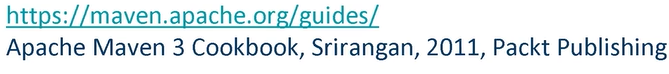 https://maven.apache.org/guides/
Apache Maven 3 Cookbook, Srirangan, 2011, Packt Publishing